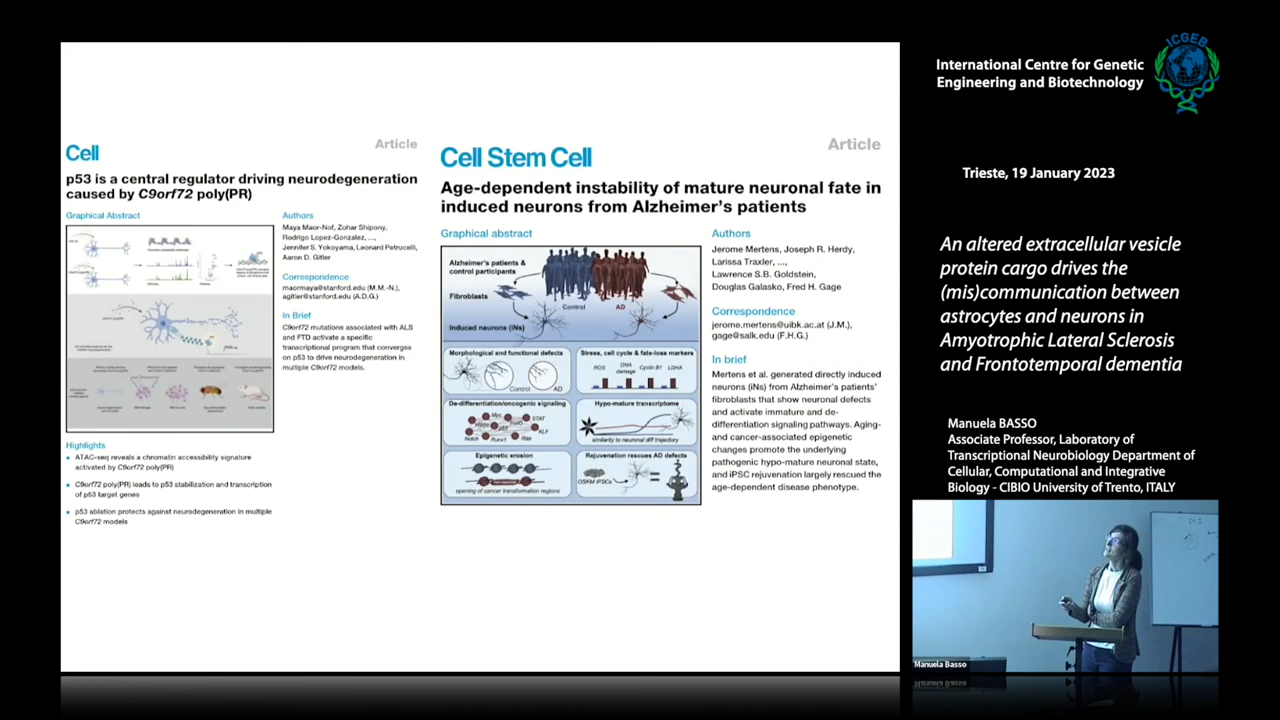 Cell
Article
p53 is a central regulator driving neurodegeneration
caused by C9orf72 poly(PR)
Graphical Abstract
Authors
Maya Maor-Nof, Zohar Shipony,
Rodrigo Lopez-Gonzalez, ...,
Jennifer S. Yokoyama, Leonard Petrucelli,
Aaron D. Gitler
Correspondence
maormaya@stanford.edu (M.M.-N.),
agitler@stanford.edu (A.D.G.)
In Brief
C9orf72 mutations associated with ALS
and FTD activate a specific
transcriptional program that converges
on p53 to drive neurodegeneration in
multiple C9orf72 models.
Highlights
• ATAC-seq reveals a chromatin accessibility signature
activated by C9orf72 poly(PR)
• C9orf72 poly(PR) leads to p53 stabilization and transcription
of p53 target genes
• p53 ablation protects against neurodegeneration in multiple
C9orf72 models
Cell Stem Cell
Article
Age-dependent instability of mature neuronal fate in
induced neurons from Alzheimer's patients
Graphical abstract
Alzheimer's patients &
control participants
Fibroblasts
Control
AD
Induced neurons (iNs)
Morphological and functional defects
Control
AD
Stress, cell cycle & fate-loss markers
ROS
DNA
damage
Cyclin B1
LDHA
De-differentiation/oncogenic signaling
Myc
STAT
Hippo
p53
FoxO
KLF
Notch
Runx1
Ras
Hypo-mature transcriptome
similarity to neuronal diff trajectory
Epigenetic erosion
opening of cancer transformation regions
Rejuvenation rescues AD defects
OSKM iPSCs
Authors
Jerome Mertens, Joseph R. Herdy,
Larissa Traxler, ...,
Lawrence S.B. Goldstein,
Douglas Galasko, Fred H. Gage
Correspondence
jerome.mertens@uibk.ac.at (J.M.),
gage@salk.edu (F.H.G.)
In brief
Mertens et al. generated directly induced
neurons (iNs) from Alzheimer's patients'
fibroblasts that show neuronal defects
and activate immature and de-
differentiation signaling pathways. Aging-
and cancer-associated epigenetic
changes promote the underlying
pathogenic hypo-mature neuronal state,
and iPSC rejuvenation largely rescued the
age-dependent disease phenotype.
International Centre for Genetic
Engineering and Biotechnology
ICGEB
Trieste, 19 January 2023
An altered extracellular vesicle
protein cargo drives the
(mis)communication between
astrocytes and neurons in
Amyotrophic Lateral Sclerosis
and Frontotemporal dementia
Manuela BASSO
Associate Professor, Laboratory of
Transcriptional Neurobiology Department of
Cellular, Computational and Integrative
Biology - CIBIO University of Trento, ITALY
Manuela Basso